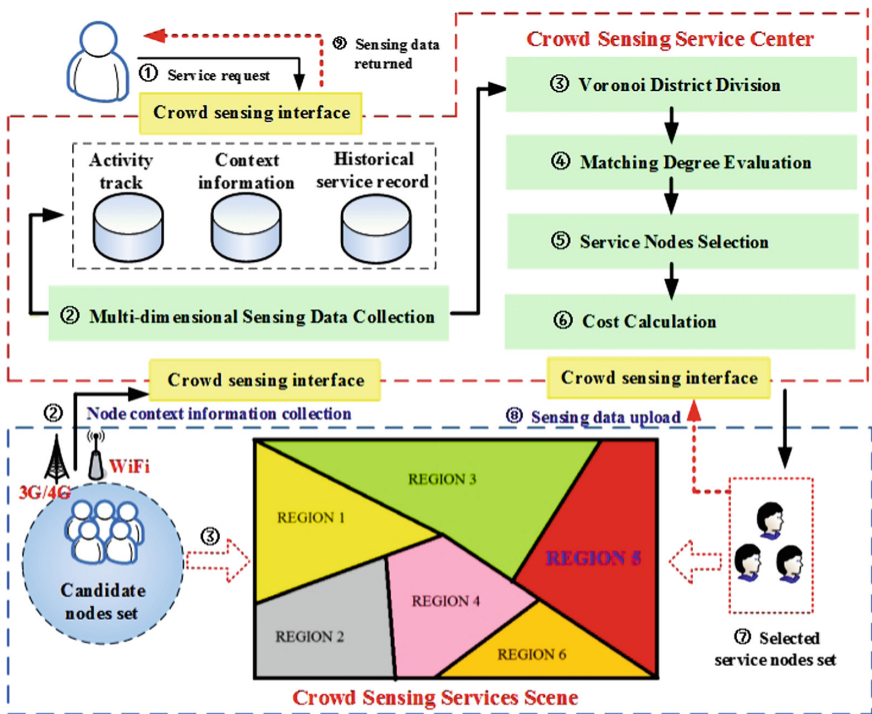 ⑨ Sensing data
returned
① Service request
Crowd sensing interface
Crowd Sensing Service Center
③ Voronoi District Division
④ Matching Degree Evaluation
⑤ Service Nodes Selection
⑥ Cost Calculation
Activity
track
Context
information
Historical
service record
② Multi-dimensional Sensing Data Collection
Crowd sensing interface
Crowd sensing interface
② Node context information collection
⑧ Sensing data upload
3G/4G
WiFi
Candidate
nodes set
③
REGION 1
REGION 2
REGION 3
REGION 4
REGION 5
REGION 6
⑦ Selected
service nodes set
Crowd Sensing Services Scene